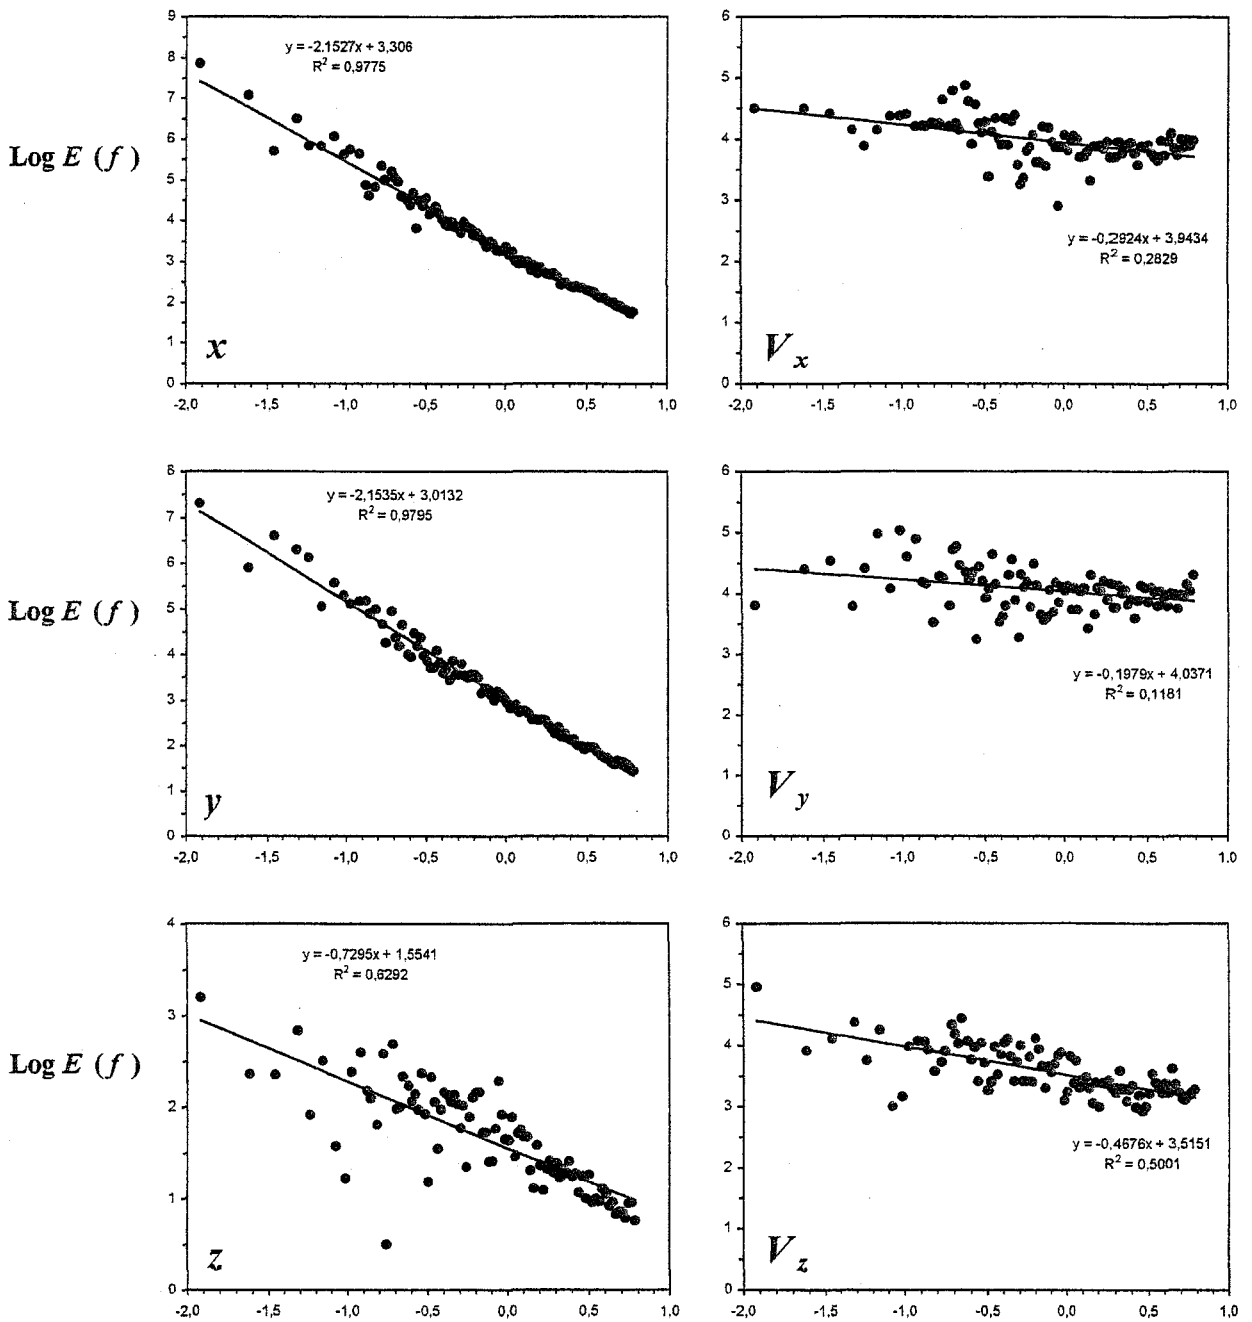 9
8
7
6
5
4
3
2
1
0
y = -2.1527x + 3,306
R² = 0,9775
Log E (f)
x
-2,0 -1,5 -1,0 -0,5 0,0 0,5 1,0
6
5
4
3
2
1
0
y = -0,2924x + 3,9434
R² = 0,2829
V x
-2,0 -1,5 -1,0 -0,5 0,0 0,5 1,0
8
7
6
5
4
3
2
1
0
y = -2,1535x + 3,0132
R² = 0,9795
Log E (f)
y
-2,0 -1,5 -1,0 -0,5 0,0 0,5 1,0
6
5
4
3
2
1
0
y = -0,1979x + 4,0371
R² = 0,1181
V y
-2,0 -1,5 -1,0 -0,5 0,0 0,5 1,0
4
3
2
1
0
y = -0,7295x + 1,5541
R² = 0,6292
Log E (f)
z
-2,0 -1,5 -1,0 -0,5 0,0 0,5 1,0
6
5
4
3
2
1
0
y = -0,4676x + 3,5151
R² = 0,5001
V z
-2,0 -1,5 -1,0 -0,5 0,0 0,5 1,0